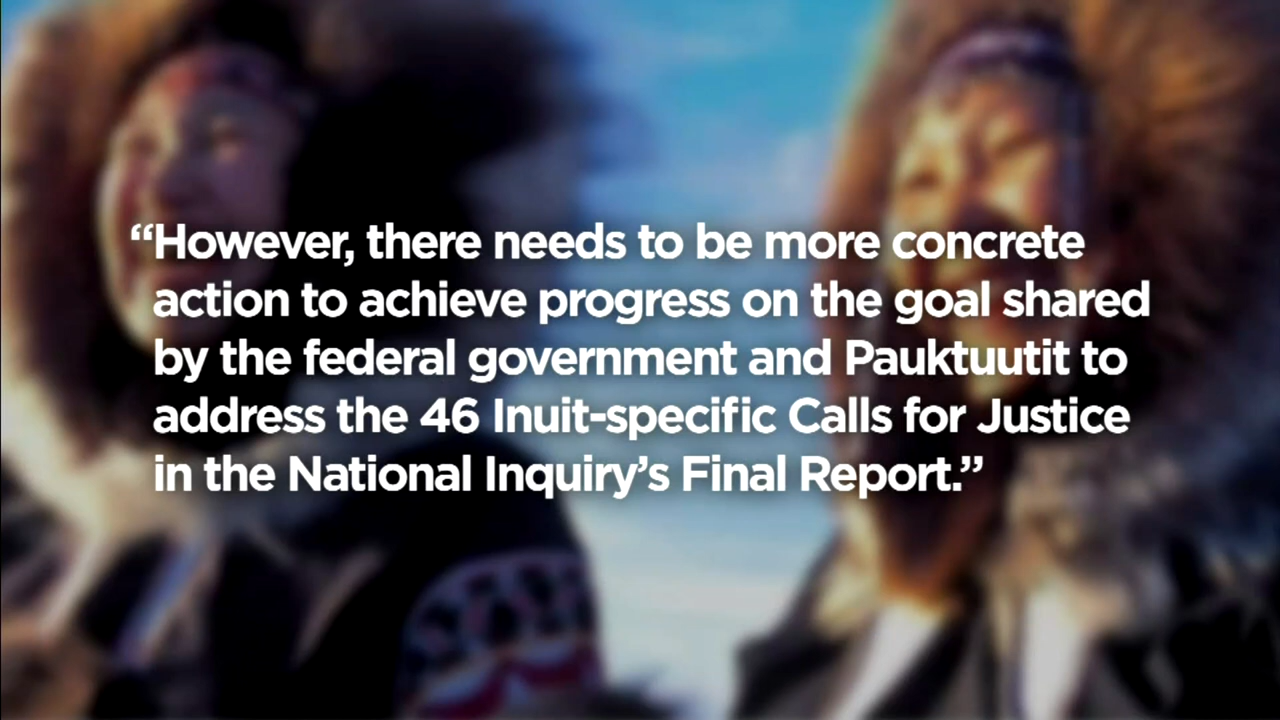 “However, there needs to be more concrete
action to achieve progress on the goal shared
by the federal government and Pauktuutit to
address the 46 Inuit-specific Calls for Justice
in the National Inquiry’s Final Report.”